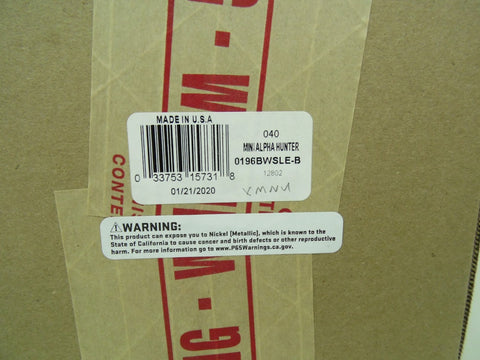 MADE IN U.S.A
040
MINI ALPHA HUNTER
0196BWSLE-B
12802
0 33753 15731 8
01/21/2020
XMNU
CONTE
WARNING:
This product can expose you to Nickel [Metallic], which is known to the
State of California to cause cancer and birth defects or other reproductive
harm. For more information go to www.P65Warnings.ca.gov.